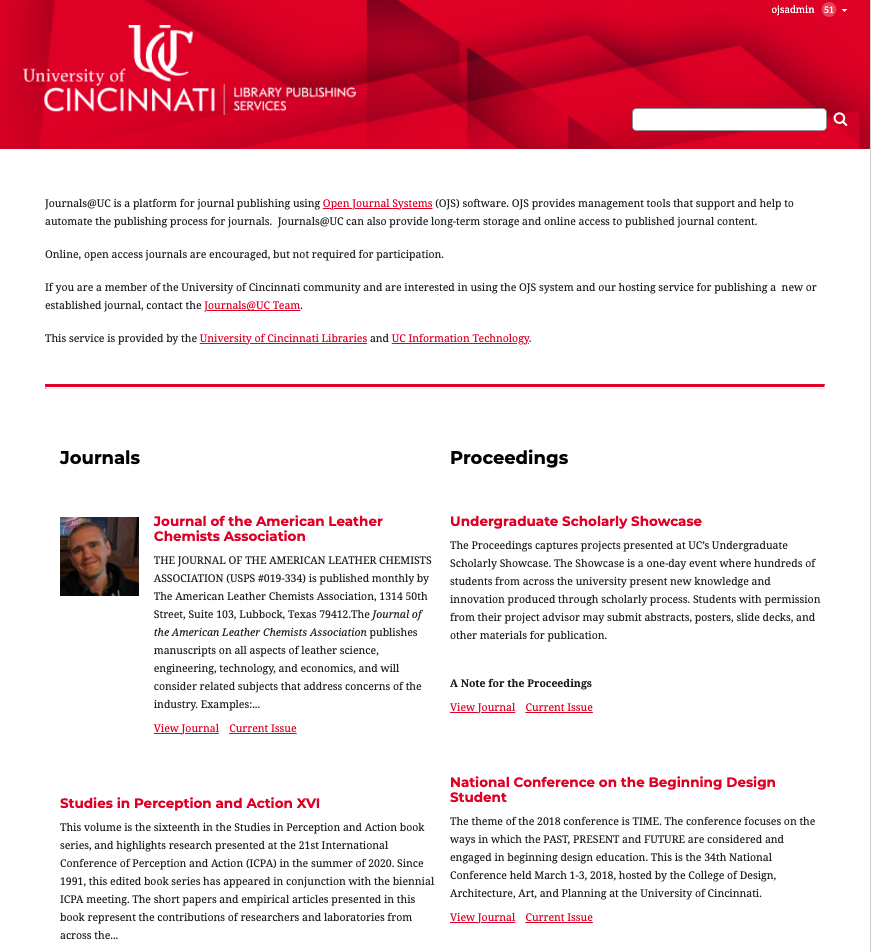 ojsadmin 51
University of
CINCINNATI
LIBRARY PUBLISHING
SERVICES
Journals@UC is a platform for journal publishing using Open Journal Systems (OJS) software. OJS provides management tools that support and help to
automate the publishing process for journals. Journals@UC can also provide long-term storage and online access to published journal content.
Online, open access journals are encouraged, but not required for participation.
If you are a member of the University of Cincinnati community and are interested in using the OJS system and our hosting service for publishing a new or
established journal, contact the Journals@UC Team.
This service is provided by the University of Cincinnati Libraries and UC Information Technology.
Journals
Journal of the American Leather
Chemists Association
THE JOURNAL OF THE AMERICAN LEATHER CHEMISTS
ASSOCIATION (USPS #019-334) is published monthly by
The American Leather Chemists Association, 1314 50th
Street, Suite 103, Lubbock, Texas 79412.The Journal of
the American Leather Chemists Association publishes
manuscripts on all aspects of leather science,
engineering, technology, and economics, and will
consider related subjects that address concerns of the
industry. Examples:...
View Journal Current Issue
Studies in Perception and Action XVI
This volume is the sixteenth in the Studies in Perception and Action book
series, and highlights research presented at the 21st International
Conference of Perception and Action (ICPA) in the summer of 2020. Since
1991, this edited book series has appeared in conjunction with the biennial
ICPA meeting. The short papers and empirical articles presented in this
book represent the contributions of researchers and laboratories from
across the...
Proceedings
Undergraduate Scholarly Showcase
The Proceedings captures projects presented at UC's Undergraduate
Scholarly Showcase. The Showcase is a one-day event where hundreds of
students from across the university present new knowledge and
innovation produced through scholarly process. Students with permission
from their project advisor may submit abstracts, posters, slide decks, and
other materials for publication.
A Note for the Proceedings
View Journal Current Issue
National Conference on the Beginning Design
Student
The theme of the 2018 conference is TIME. The conference focuses on the
ways in which the PAST, PRESENT and FUTURE are considered and
engaged in beginning design education. This is the 34th National
Conference held March 1-3, 2018, hosted by the College of Design,
Architecture, Art, and Planning at the University of Cincinnati.
View Journal Current Issue